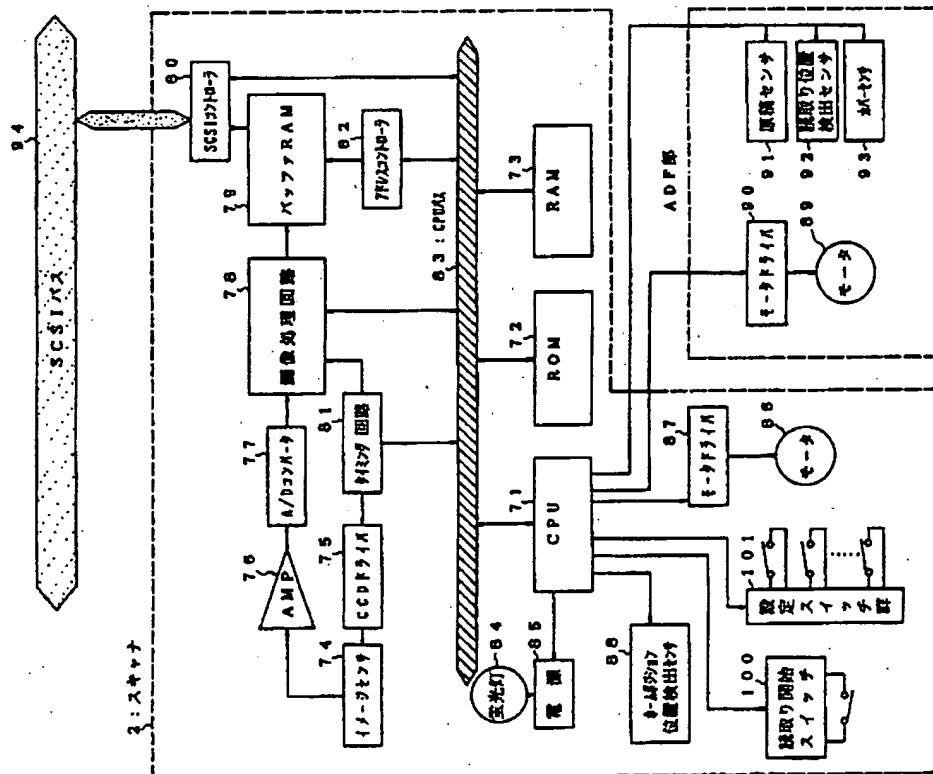 94
SCSIバス
2:スキャナ
80
SCSIコントローラ
79
バッファRAM
82
アドレスコントローラ
78
画像処理回路
77
A/Dコンバータ
81
タイミング回路
76
AMP
75
CCDドライバ
74
イメージセンサ
83:CPUバス
73
RAM
72
ROM
71
CPU
84
蛍光灯
85
電源
88
ホームポジション
位置検出センサ
100
読取り開始
スイッチ
101
設定スイッチ群
87
モータドライバ
86
モータ
ADF部
90
モータドライバ
89
モータ
91
原稿センサ
92
読取り位置
検出センサ
93
カバーセンサ